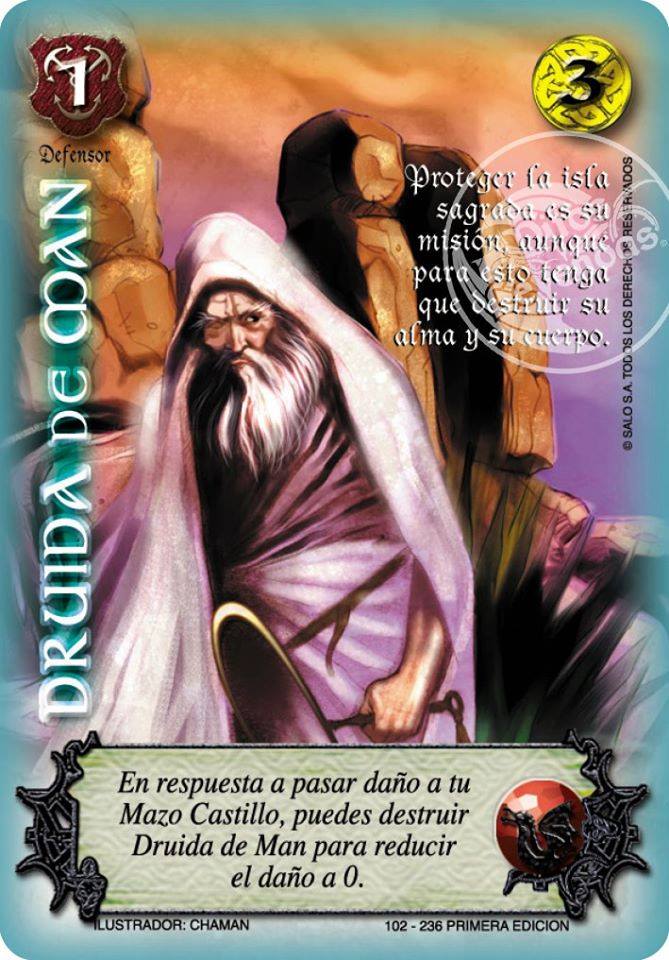 1
3
Defensor
DRUIDA DE MAN
Proteger la isla
sagrada es su
misión, aunque
para esto tenga
que destruir su
alma y su cuerpo.
© SALO S.A. TODOS LOS DERECHOS RESERVADOS
En respuesta a pasar daño a tu
Mazo Castillo, puedes destruir
Druida de Man para reducir
el daño a 0.
ILUSTRADOR: CHAMAN
102 - 236 PRIMERA EDICION